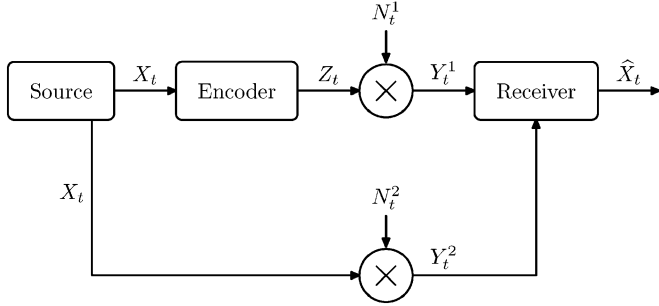 N_t^1
X_t
Z_t
Y_t^1
X̂_t
Source
Encoder
Receiver
X_t
N_t^2
Y_t^2